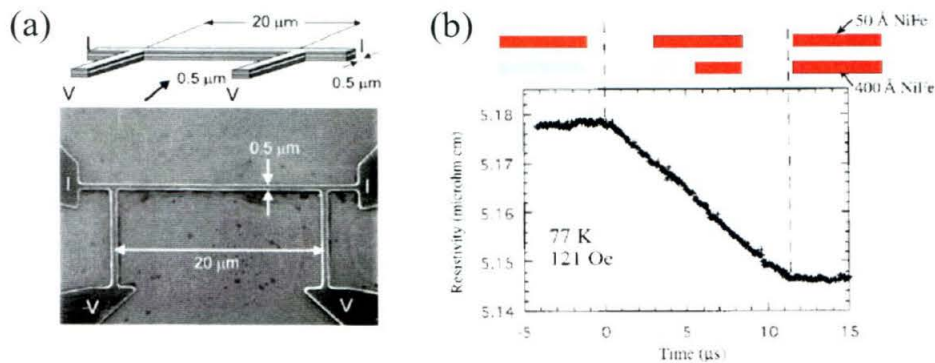 (a)
20 μm
I
I
0.5 μm
V
0.5 μm
V
0.5 μm
I
I
20 μm
V
V
(b)
50 Å NiFe
400 Å NiFe
5.18
5.17
5.16
5.15
5.14
Resistivity (microhm cm)
77 K
121 Oe
-5
0
5
10
15
Time (μs)